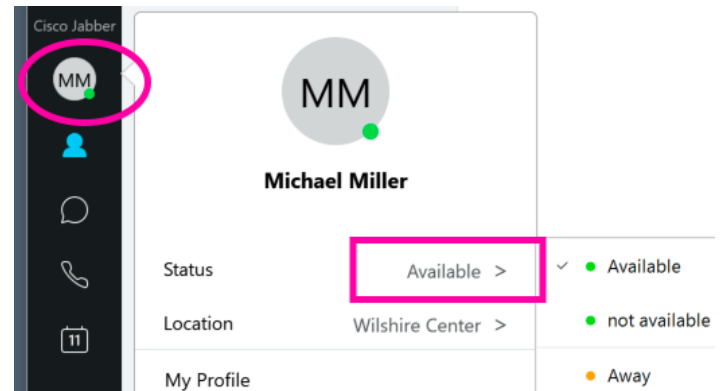 Cisco Jabber
MM
MM
Michael Miller
Status Available >
✓ Available
Location Wilshire Center >
not available
11
My Profile
Away